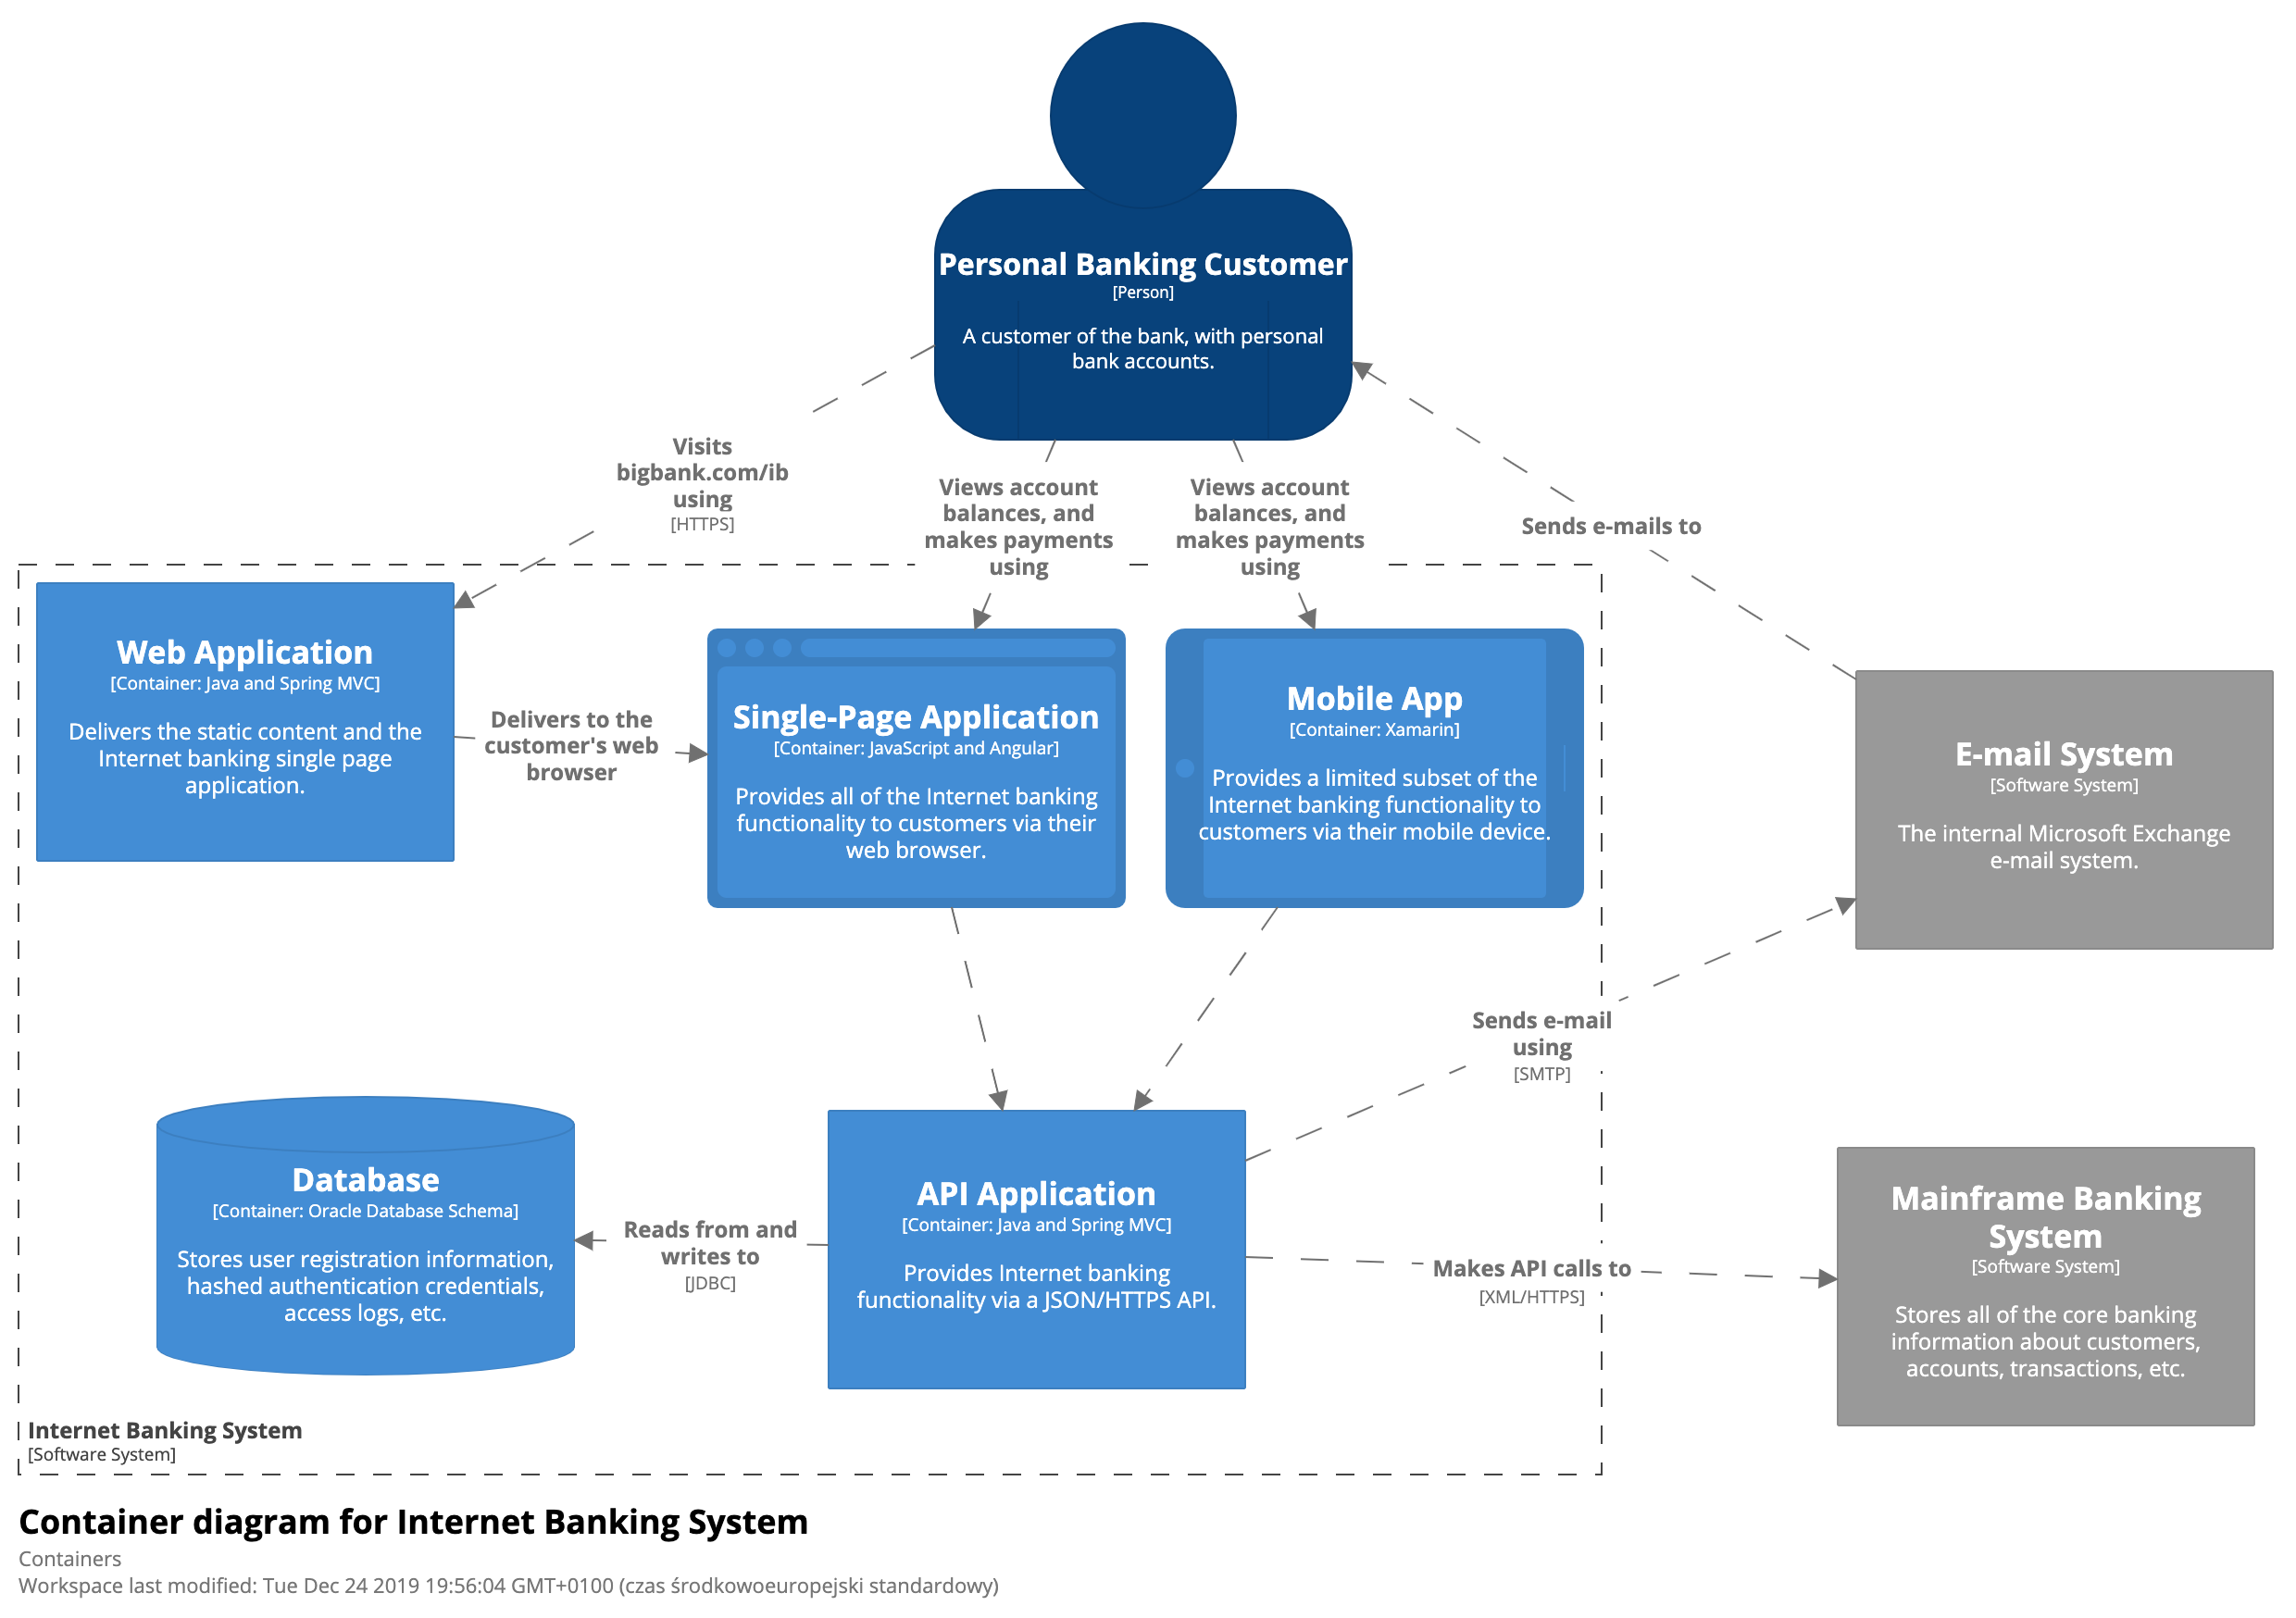 Personal Banking Customer
[Person]
A customer of the bank, with personal
bank accounts.
Visits
bigbank.com/ib
using
[HTTPS]
Views account
balances, and
makes payments
using
Views account
balances, and
makes payments
using
Sends e-mails to
Web Application
[Container: Java and Spring MVC]
Delivers the static content and the
Internet banking single page
application.
Delivers to the
customer's web
browser
Single-Page Application
[Container: JavaScript and Angular]
Provides all of the Internet banking
functionality to customers via their
web browser.
Mobile App
[Container: Xamarin]
Provides a limited subset of the
Internet banking functionality to
customers via their mobile device.
E-mail System
[Software System]
The internal Microsoft Exchange
e-mail system.
Sends e-mail
using
[SMTP]
Database
[Container: Oracle Database Schema]
Stores user registration information,
hashed authentication credentials,
access logs, etc.
Reads from and
writes to
[JDBC]
API Application
[Container: Java and Spring MVC]
Provides Internet banking
functionality via a JSON/HTTPS API.
Makes API calls to
[XML/HTTPS]
Mainframe Banking
System
[Software System]
Stores all of the core banking
information about customers,
accounts, transactions, etc.
Internet Banking System
[Software System]
Container diagram for Internet Banking System
Containers
Workspace last modified: Tue Dec 24 2019 19:56:04 GMT+0100 (czas środkowoeuropejski standardowy)